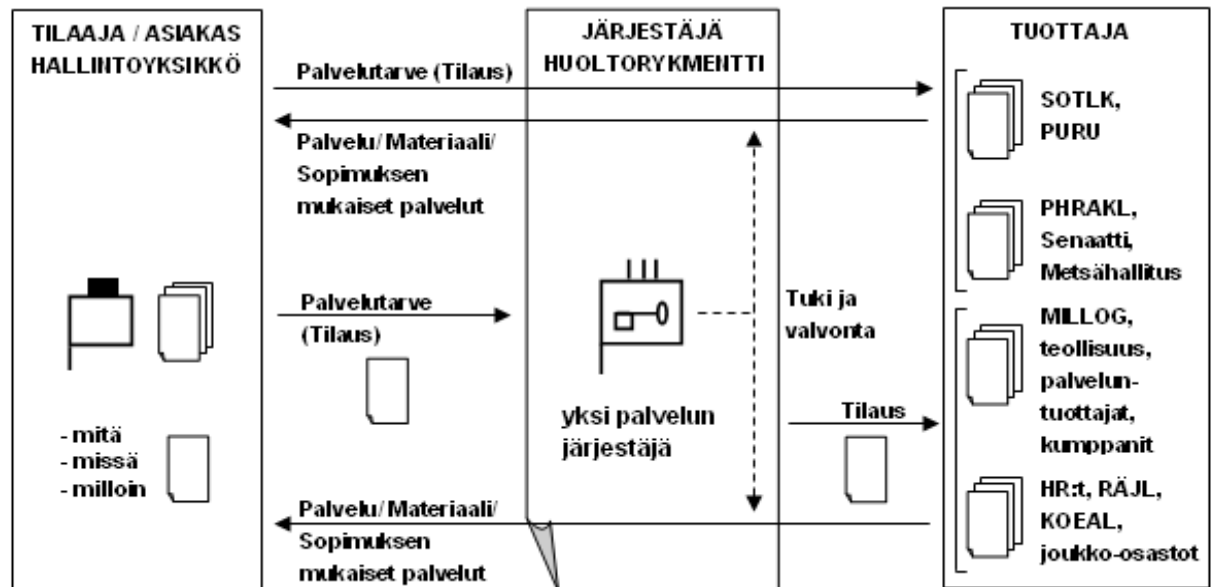 TILAAJA / ASIAKAS
HALLINTOYKSIKKÖ
- mitä
- missä
- milloin
Palvelutarve (Tilaus)
Palvelu/ Materiaali/
Sopimuksen
mukaiset palvelut
Palvelutarve
(Tilaus)
Palvelu/ Materiaali/
Sopimuksen
mukaiset palvelut
JÄRJESTÄJÄ
HUOLTORYKMENTTI
yksi palvelun
järjestäjä
Tuki ja
valvonta
Tilaus
TUOTTAJA
SOTLK,
PURU
PHRAKL,
Senaatti,
Metsähallitus
MILLOG,
teollisuus,
palvelun-
tuottajat,
kumppanit
HR:t, RÄJL,
KOEAL,
joukko-osastot